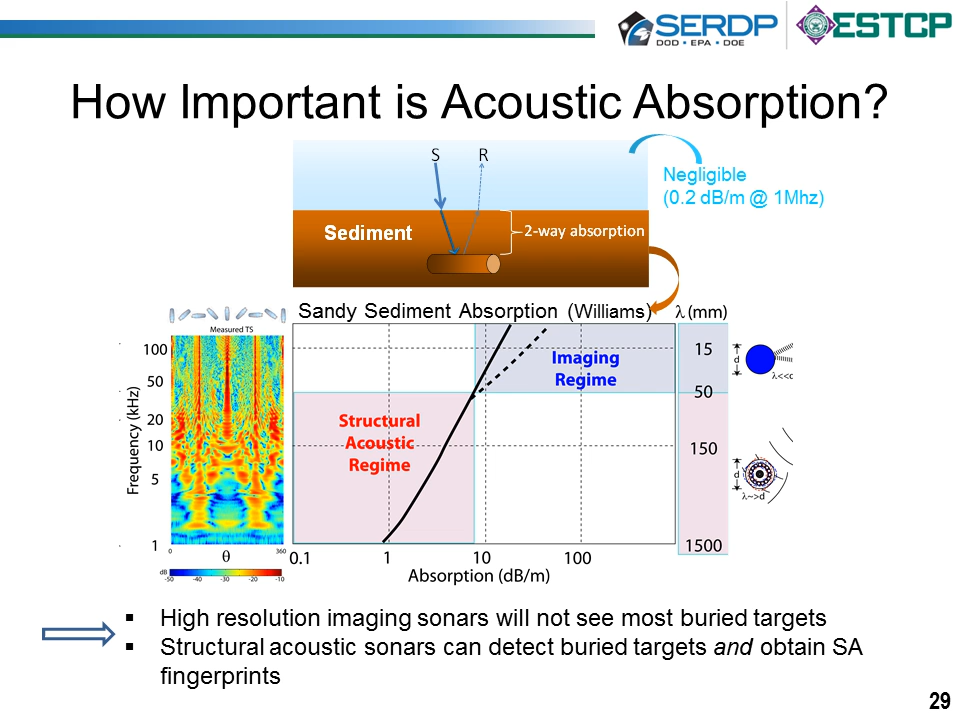 SERDP
DOD • EPA • DOE
ESTCP
How Important is Acoustic Absorption?
S R
Negligible
(0.2 dB/m @ 1Mhz)
Sediment
2-way absorption
Sandy Sediment Absorption (Williams)
λ (mm)
Measured TS
Frequency (kHz)
100
50
20
10
5
1
0 θ 360
dB
-50 -40 -30 -20 -10
Imaging
Regime
Structural
Acoustic
Regime
0.1 1 10 100
Absorption (dB/m)
15
50
150
1500
d
λ<<c
d
λ~>d
▪ High resolution imaging sonars will not see most buried targets
▪ Structural acoustic sonars can detect buried targets and obtain SA
fingerprints
29